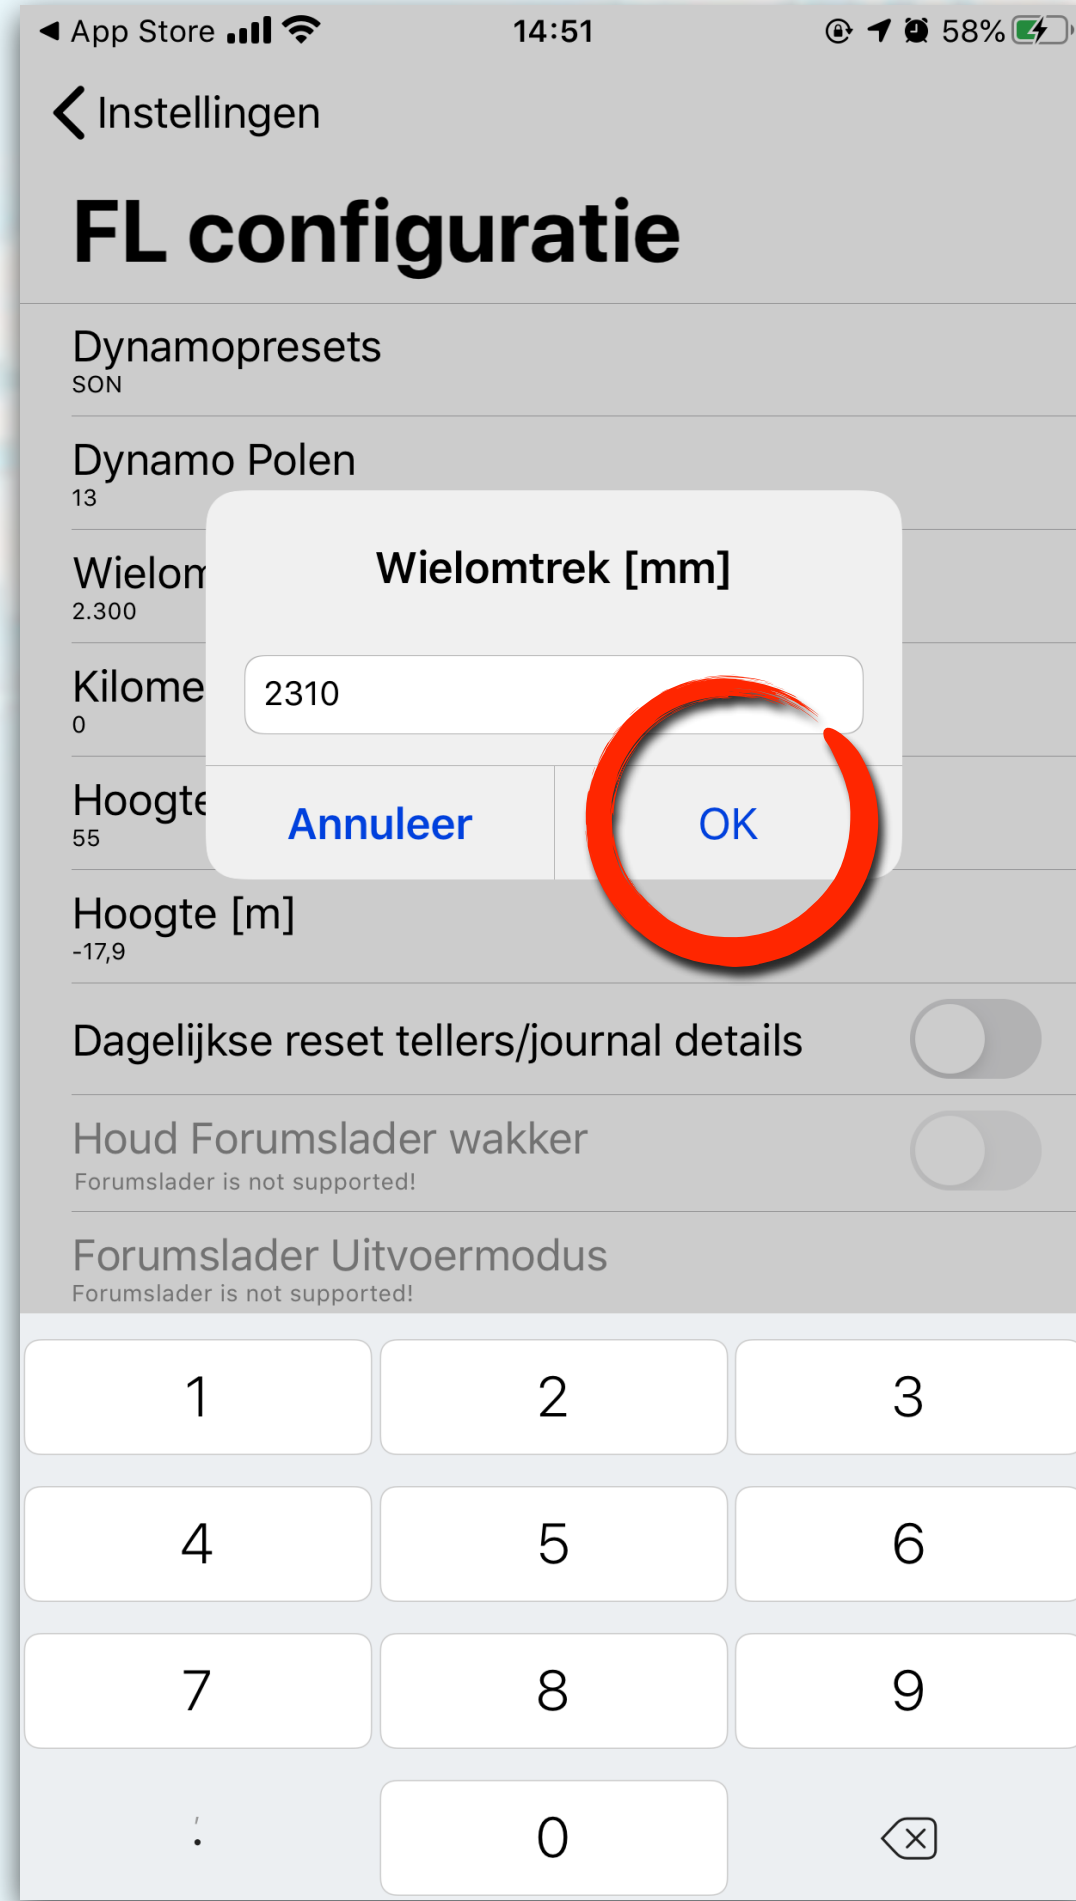 App Store 14:51 58%
Instellingen
FL configuratie
Dynamopresets
SON
Dynamo Polen
13
Wielom
2.300
Wielomtrek [mm]
2310
Annuleer OK
Kilome
0
Hoogte
55
Hoogte [m]
-17,9
Dagelijkse reset tellers/journal details
Houd Forumslader wakker
Forumslader is not supported!
Forumslader Uitvoermodus
Forumslader is not supported!
1 2 3
4 5 6
7 8 9
. , 0